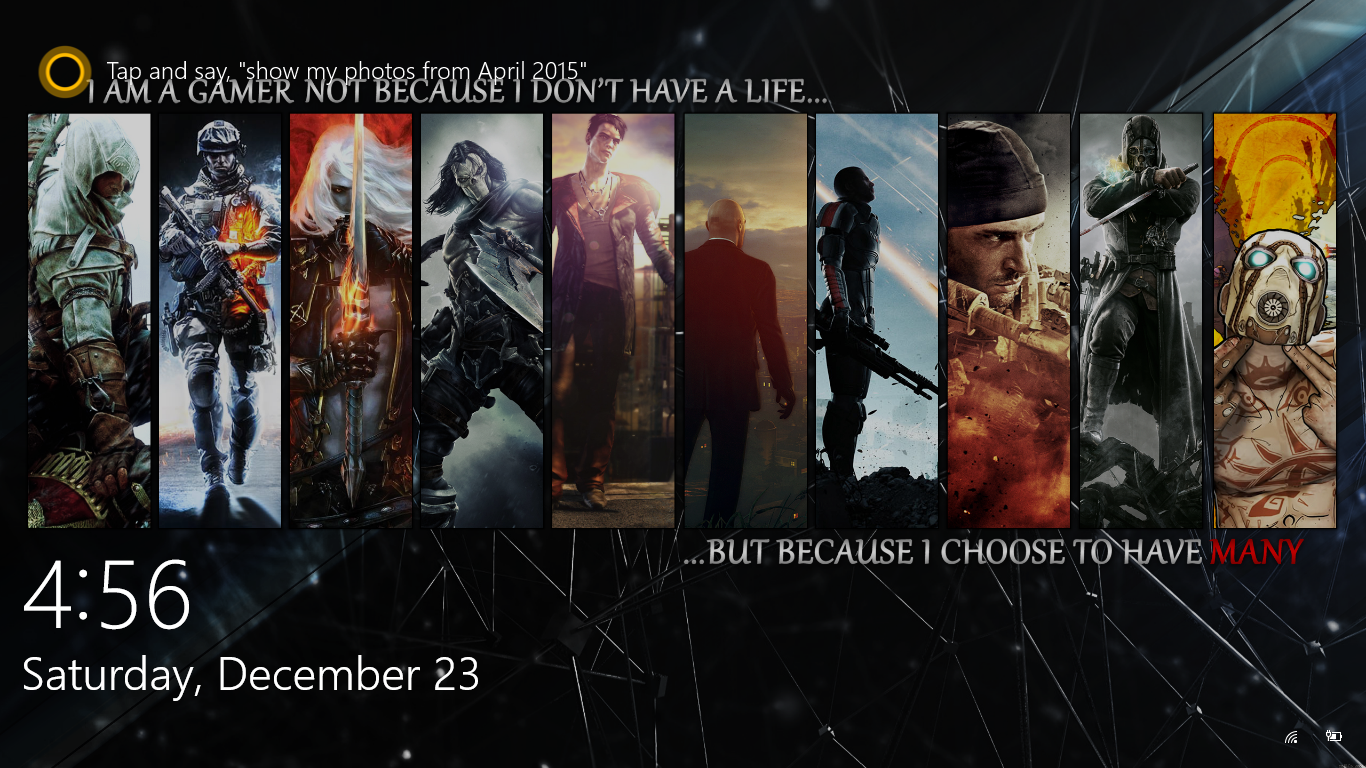 Tap and say, "show my photos from April 2015"
I AM A GAMER NOT BECAUSE I DON'T HAVE A LIFE...
...BUT BECAUSE I CHOOSE TO HAVE MANY
4:56
Saturday, December 23